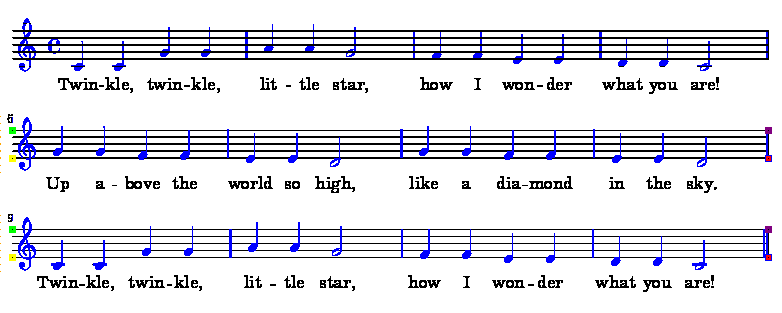 Twin-kle, twin-kle, lit - tle star, how I won-der what you are!
5
Up a - bove the world so high, like a dia-mond in the sky.
9
Twin-kle, twin-kle, lit - tle star, how I won-der what you are!